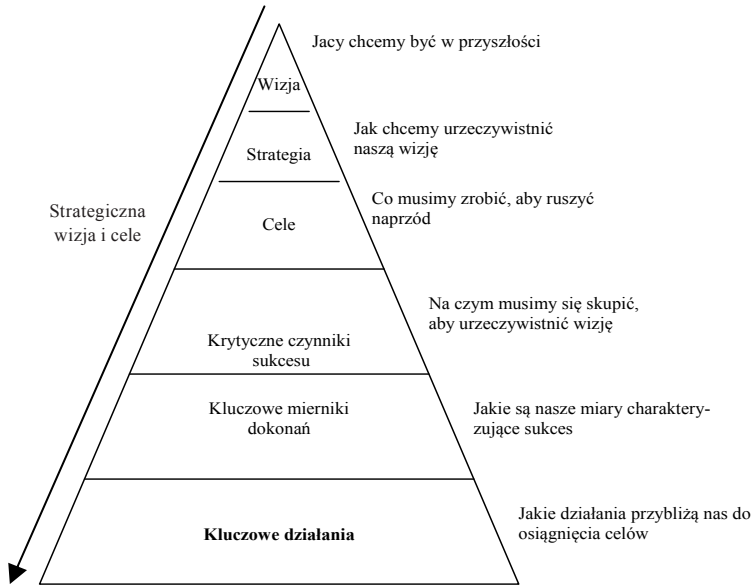 Jacy chcemy być w przyszłości
Wizja
Jak chcemy urzeczywistnić
naszą wizję
Strategia
Co musimy zrobić, aby ruszyć
naprzód
Strategiczna
wizja i cele
Cele
Na czym musimy się skupić,
aby urzeczywistnić wizję
Krytyczne czynniki
sukcesu
Kluczowe mierniki
dokonań
Jakie są nasze miary charaktery-
zujące sukces
Jakie działania przybliżą nas do
osiągnięcia celów
Kluczowe działania